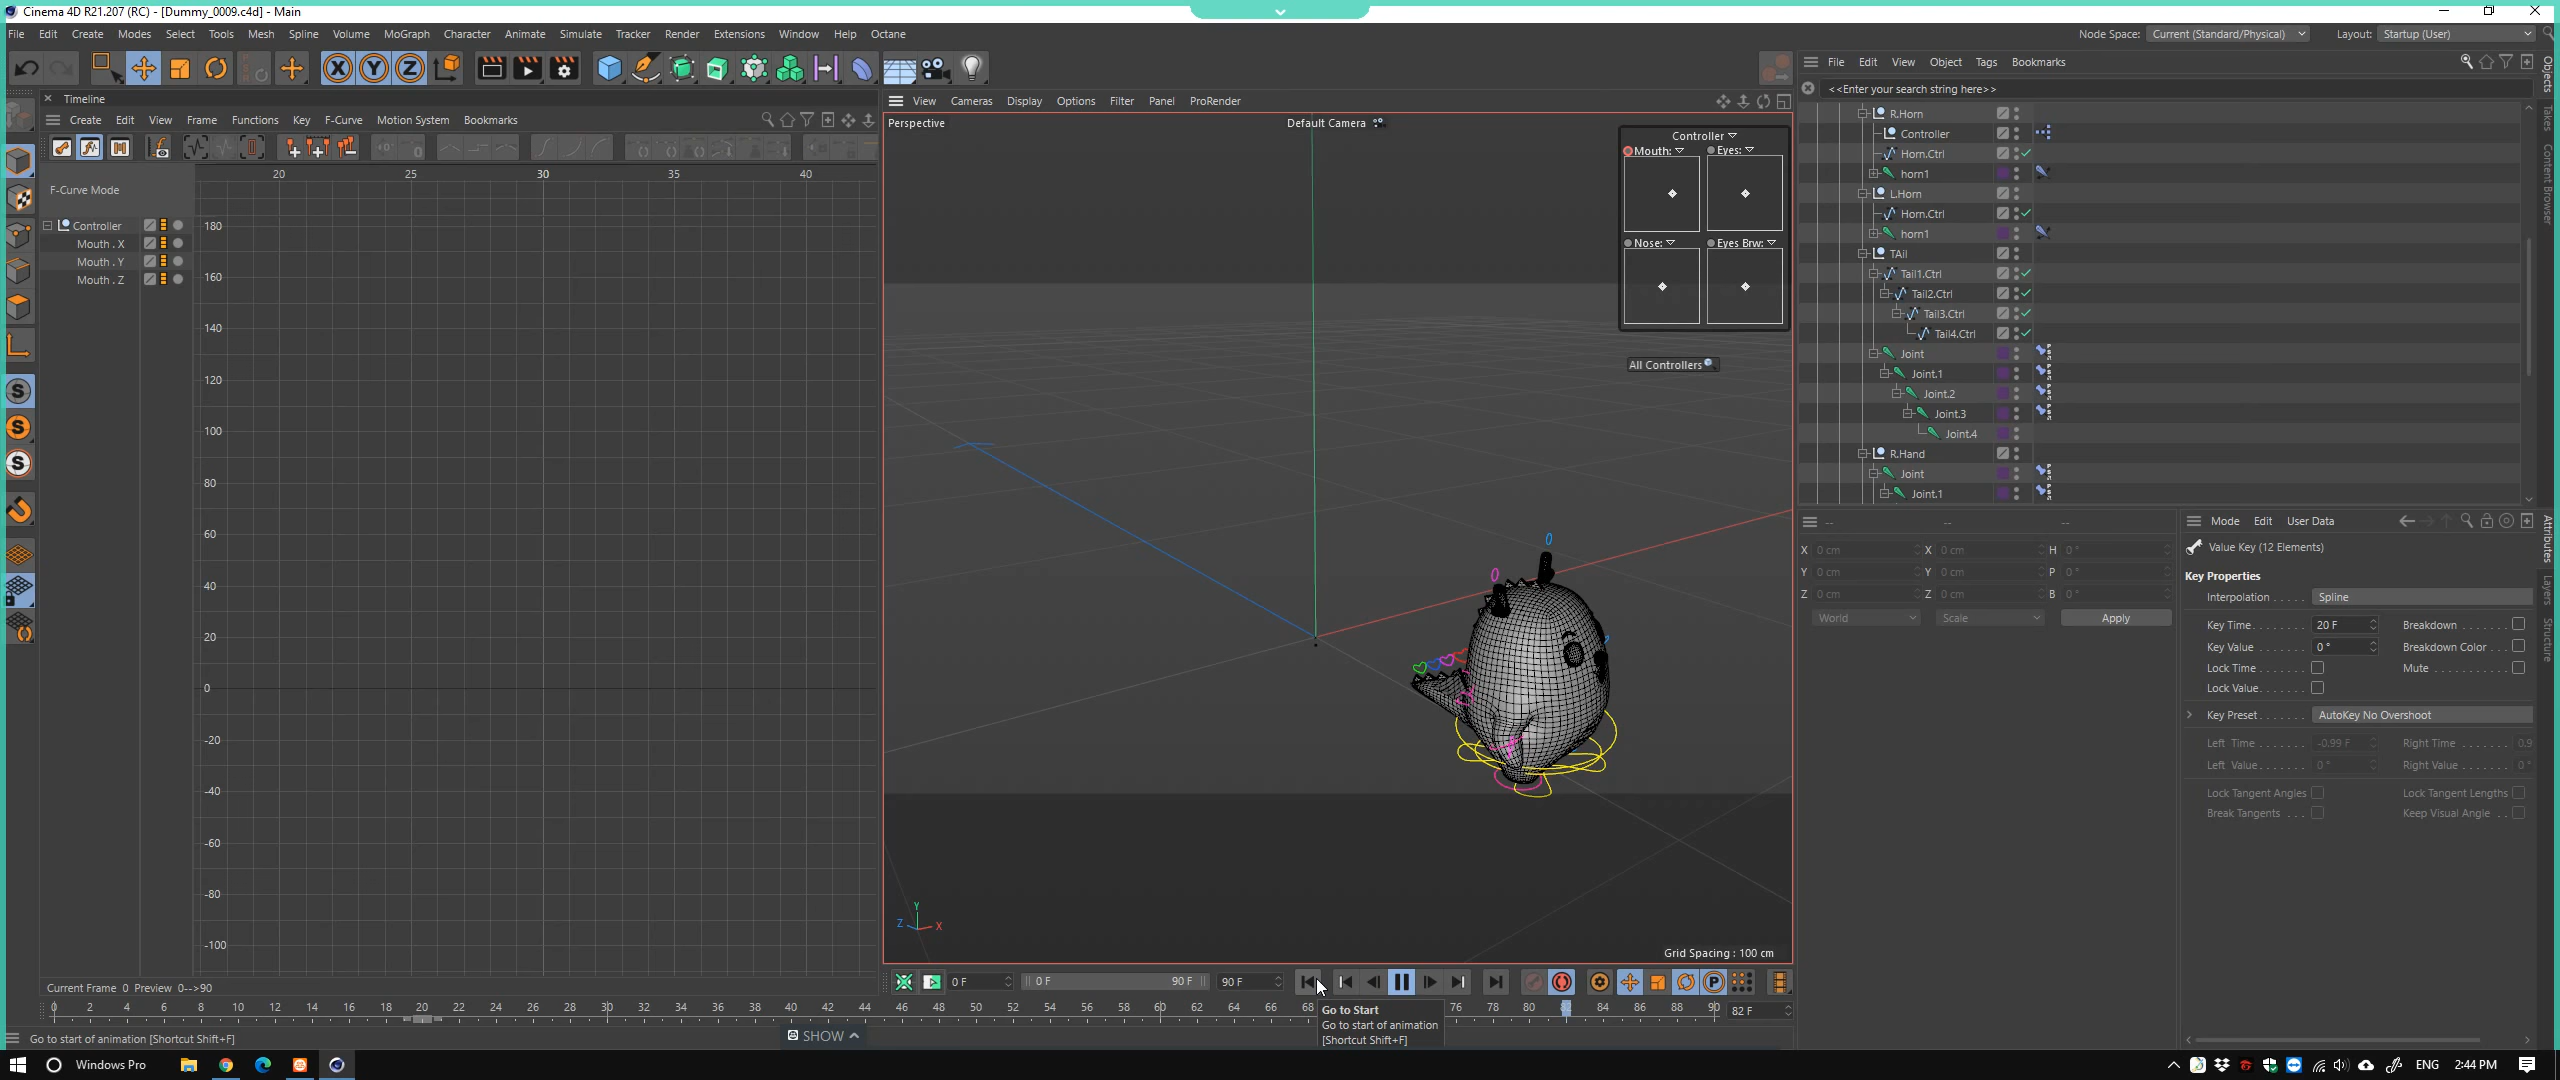 Cinema 4D R21.207 (RC) - [Dummy_0009.c4d] - Main
File Edit Create Modes Select Tools Mesh Spline Volume MoGraph Character Animate Simulate Tracker Render Extensions Window Help Octane
Node Space: Current (Standard/Physical) Layout: Startup (User)
Timeline
Create Edit View Frame Functions Key F-Curve Motion System Bookmarks
20 25 30 35 40
F-Curve Mode
Controller
Mouth . X
Mouth . Y
Mouth . Z
180
160
140
120
100
80
60
40
20
0
-20
-40
-60
-80
-100
Current Frame 0 Preview 0-->90
View Cameras Display Options Filter Panel ProRender
Perspective
Default Camera
Controller
Mouth: Eyes:
Nose: Eyes Brw:
All Controllers
Y
Z X
Grid Spacing : 100 cm
0 F 0 F 90 F 90 F
0 2 4 6 8 10 12 14 16 18 20 22 24 26 28 30 32 34 36 38 40 42 44 46 48 50 52 54 56 58 60 62 64 66 68 76 78 80 82 84 86 88 90 82 F
Go to Start
Go to start of animation
[Shortcut Shift+F]
Go to start of animation [Shortcut Shift+F]
SHOW
File Edit View Object Tags Bookmarks
<<Enter your search string here>>
R.Horn
Controller
Horn.Ctrl
horn1
L.Horn
Horn.Ctrl
horn1
TAil
Tail1.Ctrl
Tail2.Ctrl
Tail3.Ctrl
Tail4.Ctrl
Joint
Joint.1
Joint.2
Joint.3
Joint.4
R.Hand
Joint
Joint.1
Objects
Takes
Content Browser
Attributes
Layers
Structure
-- -- --
X 0 cm X 0 cm H 0 °
Y 0 cm Y 0 cm P 0 °
Z 0 cm Z 0 cm B 0 °
World Scale Apply
Mode Edit User Data
Value Key (12 Elements)
Key Properties
Interpolation . . . . . Spline
Key Time . . . . . . . 20 F Breakdown . . . . . . .
Key Value . . . . . . . 0 ° Breakdown Color . . .
Lock Time . . . . . . . Mute . . . . . . . . . . . .
Lock Value. . . . . . .
Key Preset . . . . . . . AutoKey No Overshoot
Left Time . . . . . . -0.99 F Right Time . . . . . . 0.9
Left Value . . . . . . 0 ° Right Value . . . . . . 0 °
Lock Tangent Angles Lock Tangent Lengths
Break Tangents . . . Keep Visual Angle . .
Windows Pro
ENG 2:44 PM